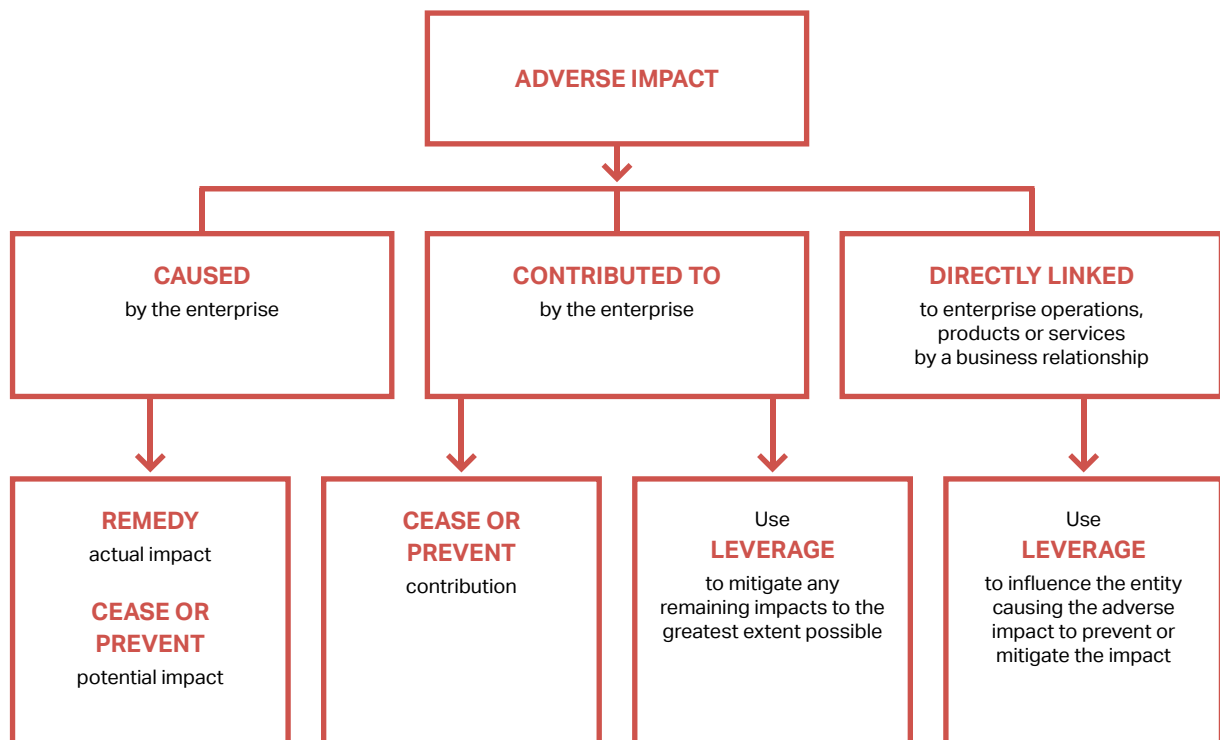 ADVERSE IMPACT
CAUSED
by the enterprise
CONTRIBUTED TO
by the enterprise
DIRECTLY LINKED
to enterprise operations,
products or services
by a business relationship
REMEDY
actual impact
CEASE OR
PREVENT
potential impact
CEASE OR
PREVENT
contribution
Use
LEVERAGE
to mitigate any
remaining impacts to the
greatest extent possible
Use
LEVERAGE
to influence the entity
causing the adverse
impact to prevent or
mitigate the impact